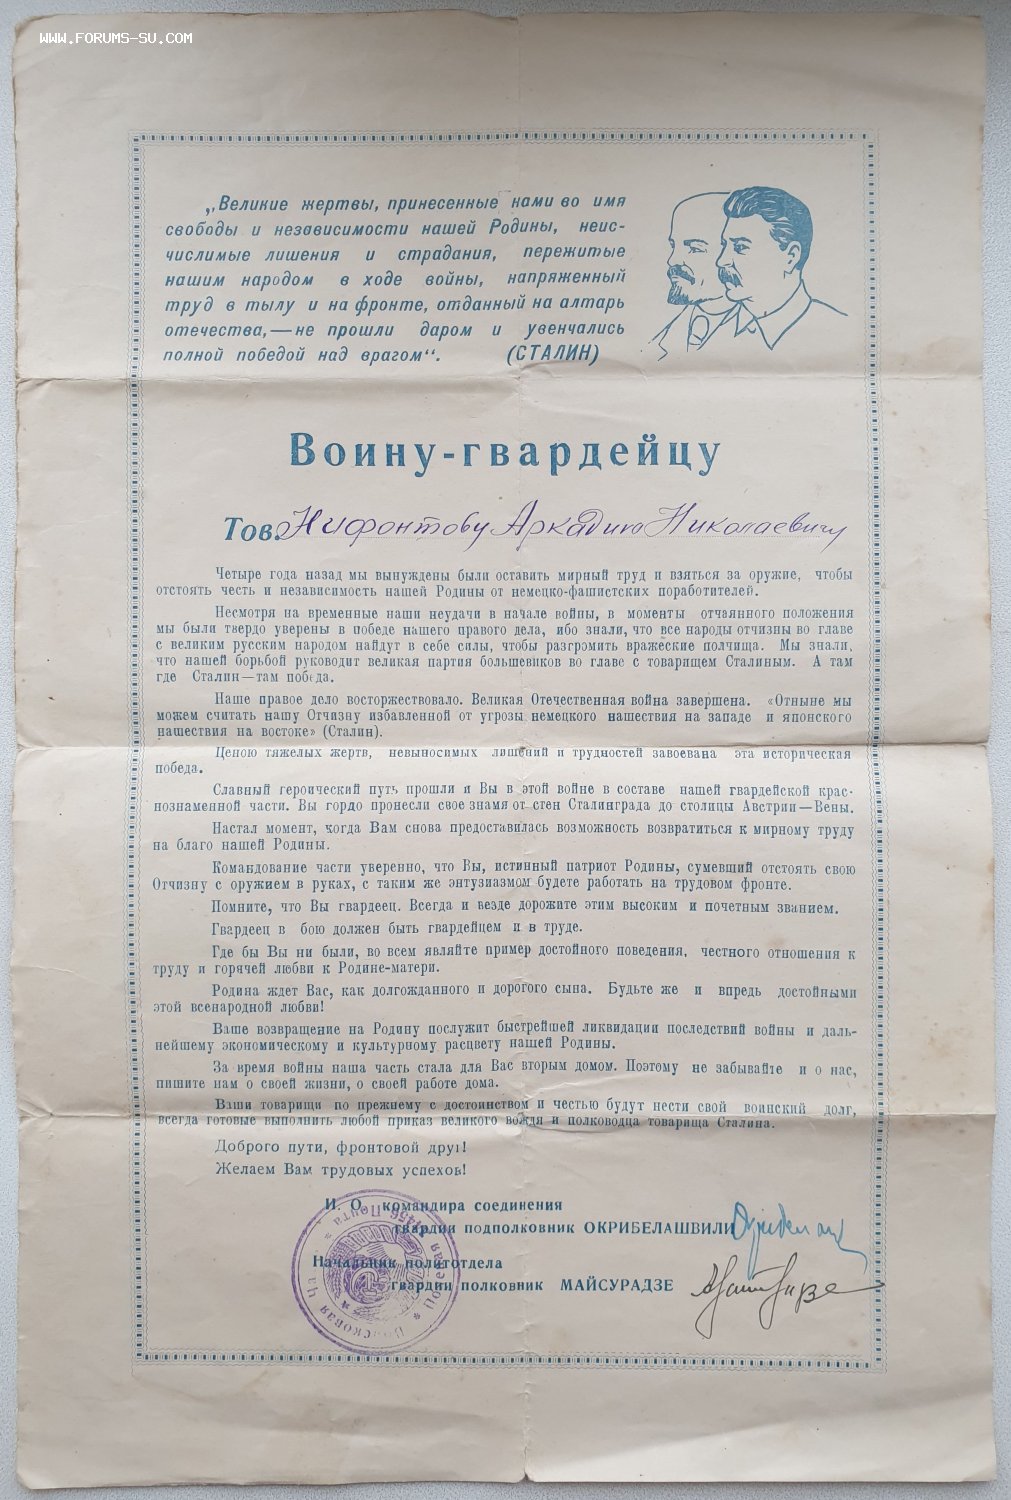 WWW.FORUMS-SU.COM
„Великие жертвы, принесенные нами во имя
свободы и независимости нашей Родины, неис-
числимые лишения и страдания, пережитые
нашим народом в ходе войны, напряженный
труд в тылу и на фронте, отданный на алтарь
отечества,—не прошли даром и увенчались
полной победой над врагом“. (СТАЛИН)
Воину-гвардейцу
Тов. Нифонтову Аркадию Николаевичу
Четыре года назад мы вынуждены были оставить мирный труд и взяться за оружие, чтобы
отстоять честь и независимость нашей Родины от немецко-фашистских поработителей.
Несмотря на временные наши неудачи в начале войны, в моменты отчаянного положения
мы были твердо уверены в победе нашего правого дела, ибо знали, что все народы отчизны во главе
с великим русским народом найдут в себе силы, чтобы разгромить вражеские полчища. Мы знали,
что нашей борьбой руководит великая партия большевиков во главе с товарищем Сталиным. А там
где Сталин—там победа.
Наше правое дело восторжествовало. Великая Отечественная война завершена. «Отныне мы
можем считать нашу Отчизну избавленной от угрозы немецкого нашествия на западе и японского
нашествия на востоке» (Сталин).
Ценою тяжелых жертв, невыносимых лишений и трудностей завоевана эта историческая
победа.
Славный героический путь прошли и Вы в этой войне в составе нашей гвардейской крас-
нознаменной части. Вы гордо пронесли свое знамя от стен Сталинграда до столицы Австрии—Вены.
Настал момент, когда Вам снова предоставилась возможность возвратиться к мирному труду
на благо нашей Родины.
Командование части уверенно, что Вы, истинный патриот Родины, сумевший отстоять свою
Отчизну с оружием в руках, с таким же энтузиазмом будете работать на трудовом фронте.
Помните, что Вы гвардеец. Всегда и везде дорожите этим высоким и почетным званием.
Гвардеец в бою должен быть гвардейцем и в труде.
Где бы Вы ни были, во всем являйте пример достойного поведения, честного отношения к
труду и горячей любви к Родине-матери.
Родина ждет Вас, как долгожданного и дорогого сына. Будьте же и впредь достойными
этой всенародной любви!
Ваше возвращение на Родину послужит быстрейшей ликвидации последствий войны и даль-
нейшему экономическому и культурному расцвету нашей Родины.
За время войны наша часть стала для Вас вторым домом. Поэтому не забывайте и о нас,
пишите нам о своей жизни, о своей работе дома.
Ваши товарищи по прежнему с достоинством и честью будут нести свой воинский долг,
всегда готовые выполнить любой приказ великого вождя и полководца товарища Сталина.
Доброго пути, фронтовой друг!
Желаем Вам трудовых успехов!
И. О. командира соединения
гвардии подполковник ОКРИБЕЛАШВИЛИ
Начальник политотдела
гвардии полковник МАЙСУРАДЗЕ
Полевая Почта
Войсковая